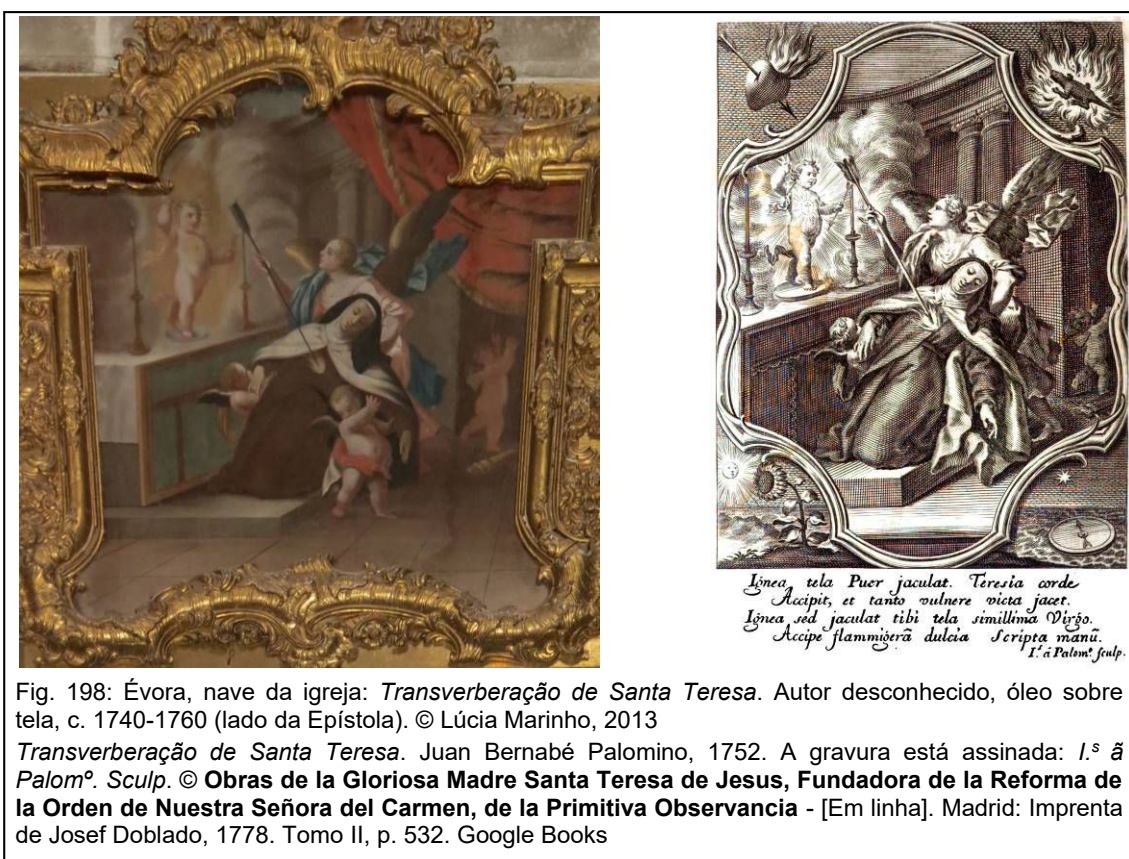 Ignea tela Puer jaculat. Teresia corde
Accipit, et tanto vulnere victa jacet.
Ignea sed jaculat tibi tela simillima Virgo.
Accipe flammigerã dulcia Scripta manũ.
I.ˢ á Palomº. sculp.
Fig. 198: Évora, nave da igreja: Transverberação de Santa Teresa. Autor desconhecido, óleo sobre
tela, c. 1740-1760 (lado da Epístola). © Lúcia Marinho, 2013
Transverberação de Santa Teresa. Juan Bernabé Palomino, 1752. A gravura está assinada: I.ˢ ã
Palomº. Sculp. © Obras de la Gloriosa Madre Santa Teresa de Jesus, Fundadora de la Reforma de
la Orden de Nuestra Señora del Carmen, de la Primitiva Observancia - [Em linha]. Madrid: Imprenta
de Josef Doblado, 1778. Tomo II, p. 532. Google Books